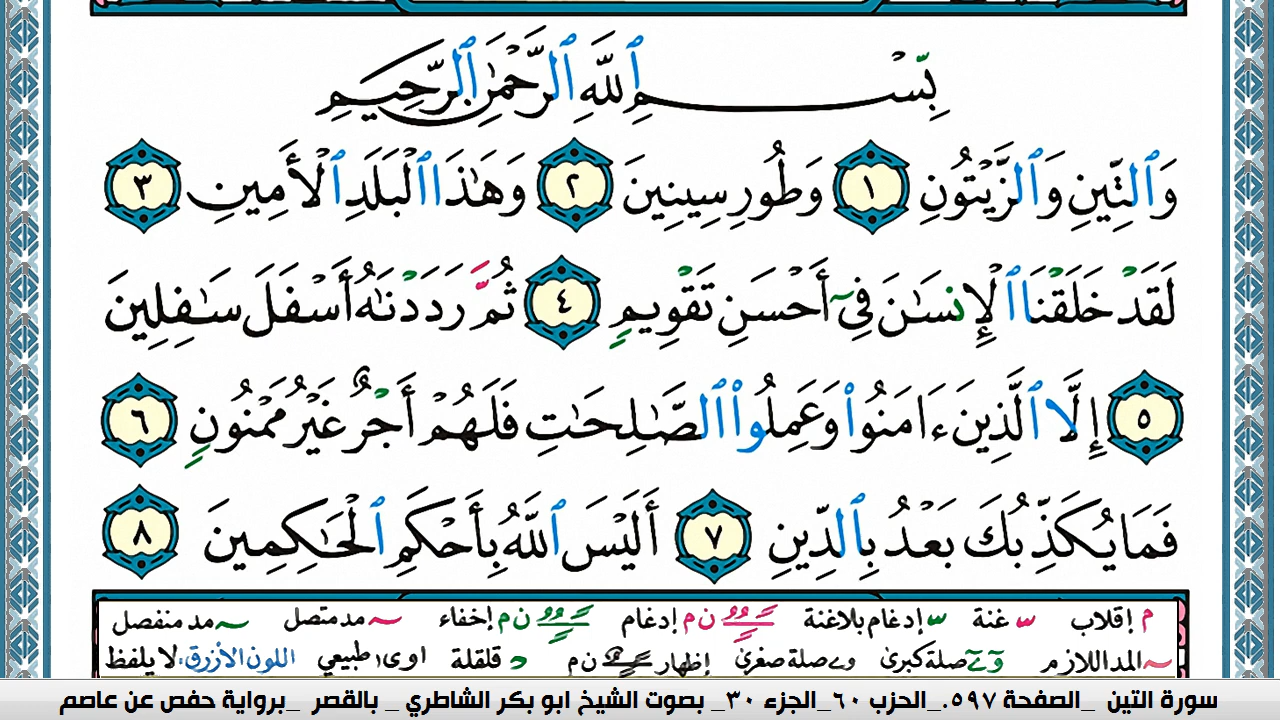 بِسْمِ ٱللَّهِ ٱلرَّحْمَٰنِ ٱلرَّحِيمِ
وَٱلتِّينِ وَٱلزَّيْتُونِ ١ وَطُورِ سِينِينَ ٢ وَهَٰذَا ٱلْبَلَدِ ٱلْأَمِينِ ٣
لَقَدْ خَلَقْنَا ٱلْإِنسَٰنَ فِىٓ أَحْسَنِ تَقْوِيمٍ ٤ ثُمَّ رَدَدْنَٰهُ أَسْفَلَ سَٰفِلِينَ
٥ إِلَّا ٱلَّذِينَ ءَامَنُوا۟ وَعَمِلُوا۟ ٱلصَّٰلِحَٰتِ فَلَهُمْ أَجْرٌ غَيْرُ مَمْنُونٍ ٦
فَمَا يُكَذِّبُكَ بَعْدُ بِٱلدِّينِ ٧ أَلَيْسَ ٱللَّهُ بِأَحْكَمِ ٱلْحَٰكِمِينَ ٨
م إقلاب غنة إدغام بلاغنة ن م إدغام ن م إخفاء مد متصل مد منفصل
المد اللازم صلة كبرى وے صلة صغرى إظهار ن م قلقلة اوى طبيعي اللون الأزرق: لا يلفظ
سورة التين _الصفحة ٥٩٧._الحزب ٦٠_الجزء ٣٠_ بصوت الشيخ ابو بكر الشاطري _ بالقصر _برواية حفص عن عاصم